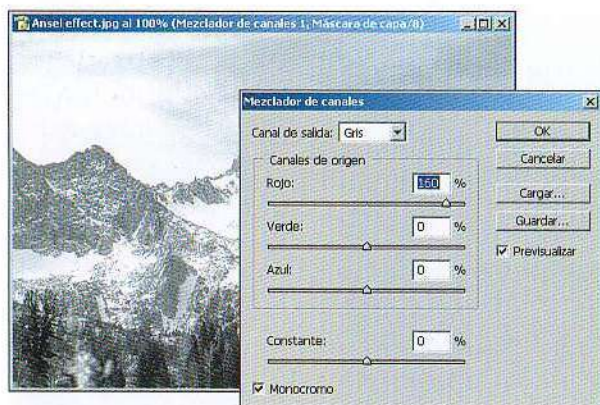 Ansel effect.jpg al 100% (Mezclador de canales 1, Máscara de capa/8)
Mezclador de canales
Canal de salida: Gris
OK
Canales de origen
Cancelar
Rojo: 160 %
Cargar...
Verde: 0 %
Guardar...
Azul: 0 %
Previsualizar
Constante: 0 %
Monocromo